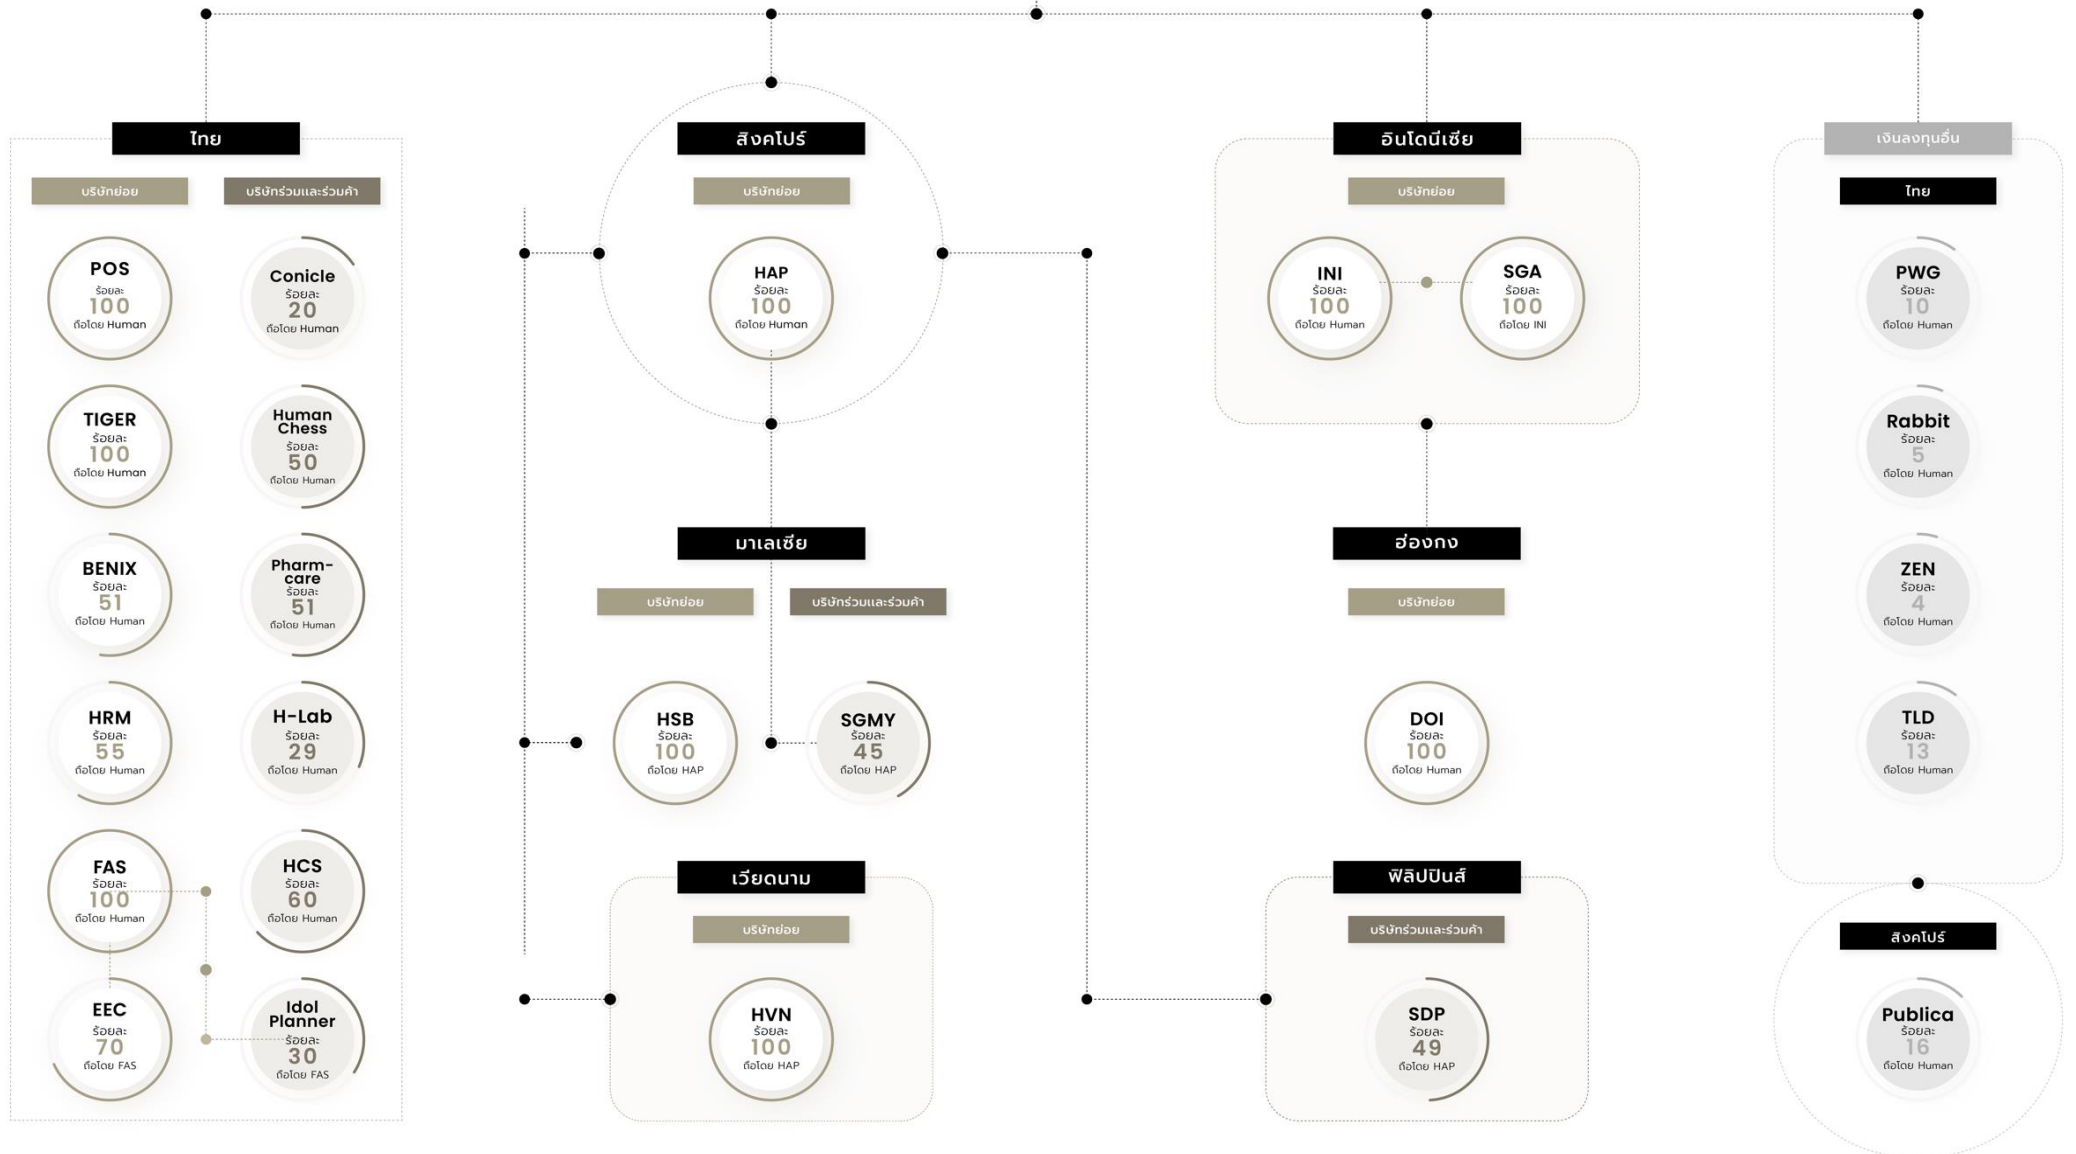 ไทย
บริษัทย่อย
POS
ร้อยละ
100
ถือโดย Human
TIGER
ร้อยละ
100
ถือโดย Human
BENIX
ร้อยละ
51
ถือโดย Human
HRM
ร้อยละ
55
ถือโดย Human
FAS
ร้อยละ
100
ถือโดย Human
EEC
ร้อยละ
70
ถือโดย FAS
บริษัทร่วมและร่วมค้า
Conicle
ร้อยละ
20
ถือโดย Human
Human
Chess
ร้อยละ
50
ถือโดย Human
Pharm-
care
ร้อยละ
51
ถือโดย Human
H-Lab
ร้อยละ
29
ถือโดย Human
HCS
ร้อยละ
60
ถือโดย Human
Idol
Planner
ร้อยละ
30
ถือโดย FAS
สิงคโปร์
บริษัทย่อย
HAP
ร้อยละ
100
ถือโดย Human
มาเลเซีย
บริษัทย่อย
HSB
ร้อยละ
100
ถือโดย HAP
บริษัทร่วมและร่วมค้า
SGMY
ร้อยละ
45
ถือโดย HAP
เวียดนาม
บริษัทย่อย
HVN
ร้อยละ
100
ถือโดย HAP
อินโดนีเซีย
บริษัทย่อย
INI
ร้อยละ
100
ถือโดย Human
SGA
ร้อยละ
100
ถือโดย INI
ฮ่องกง
บริษัทย่อย
DOI
ร้อยละ
100
ถือโดย Human
ฟิลิปปินส์
บริษัทร่วมและร่วมค้า
SDP
ร้อยละ
49
ถือโดย HAP
เงินลงทุนอื่น
ไทย
PWG
ร้อยละ
10
ถือโดย Human
Rabbit
ร้อยละ
5
ถือโดย Human
ZEN
ร้อยละ
4
ถือโดย Human
TLD
ร้อยละ
13
ถือโดย Human
สิงคโปร์
Publica
ร้อยละ
16
ถือโดย Human